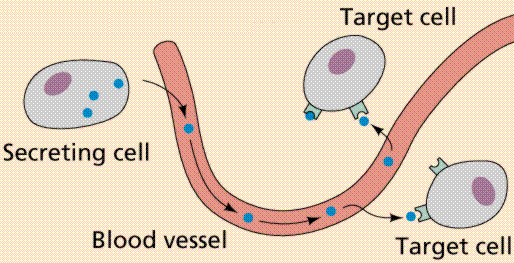 Target cell
Secreting cell
Blood vessel
Target cell